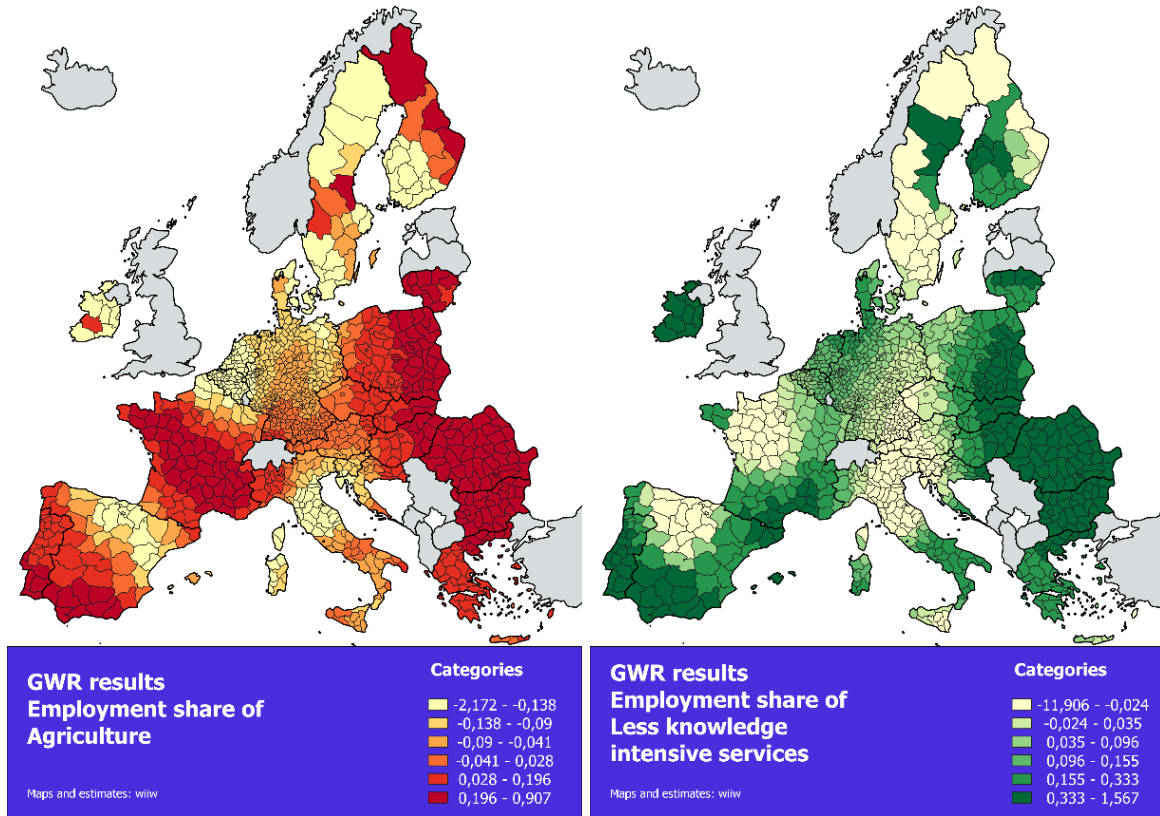 GWR results
Employment share of
Agriculture
Maps and estimates: wiiw
Categories
-2,172 - -0,138
-0,138 - -0,09
-0,09 - -0,041
-0,041 - 0,028
0,028 - 0,196
0,196 - 0,907
GWR results
Employment share of
Less knowledge
intensive services
Maps and estimates: wiiw
Categories
-11,906 - -0,024
-0,024 - 0,035
0,035 - 0,096
0,096 - 0,155
0,155 - 0,333
0,333 - 1,567